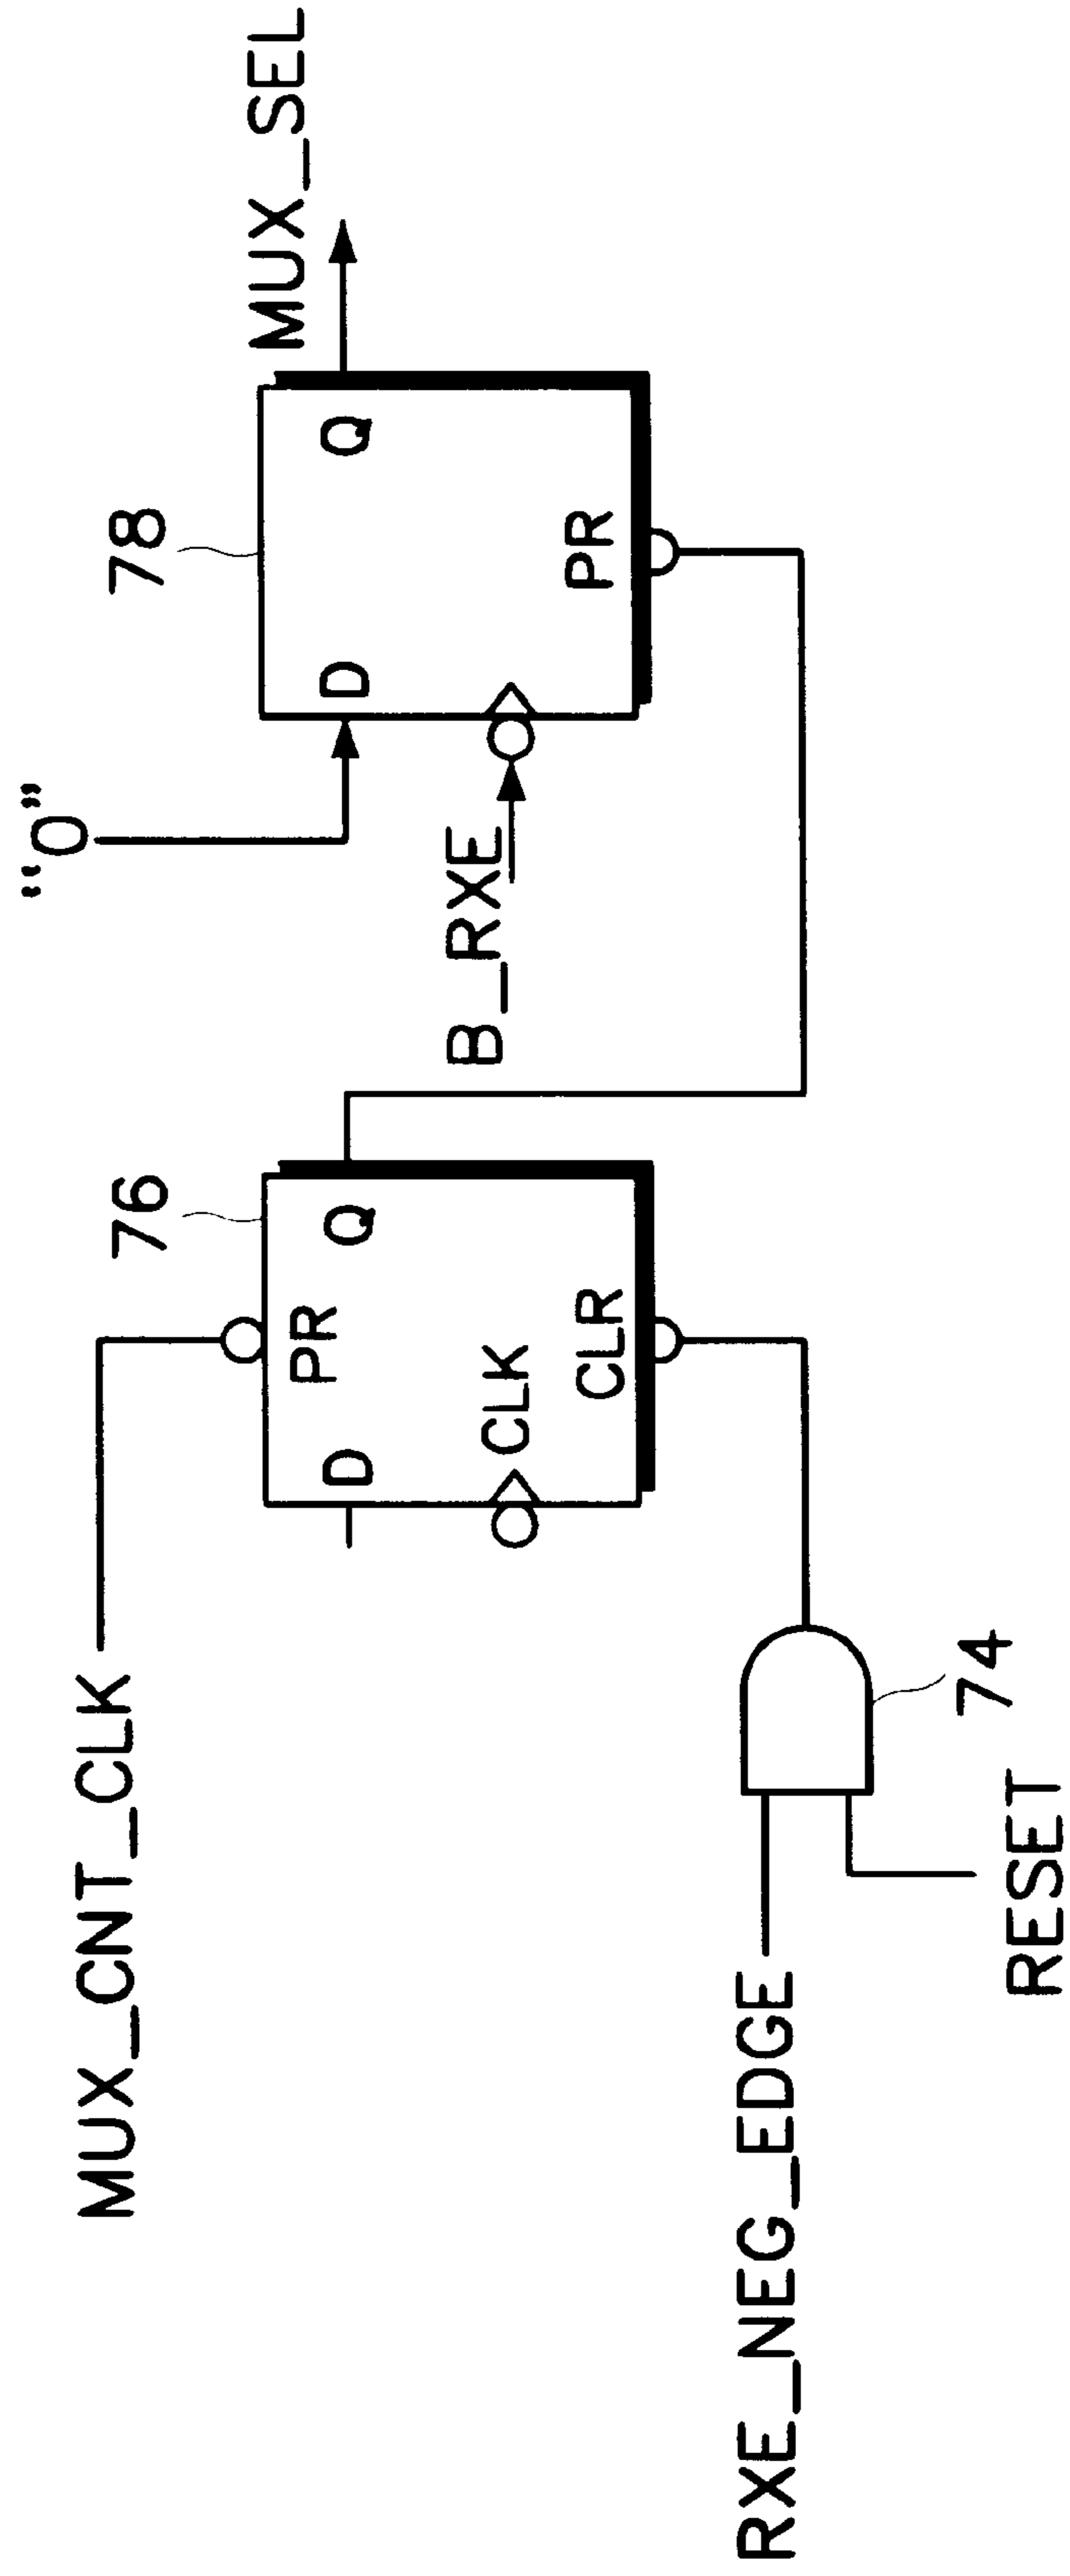 "0"
MUX_SEL
78
D
Q
PR
B_RXE
MUX_CNT_CLK
76
PR
D
Q
CLK
CLR
RXE_NEG_EDGE
74
RESET